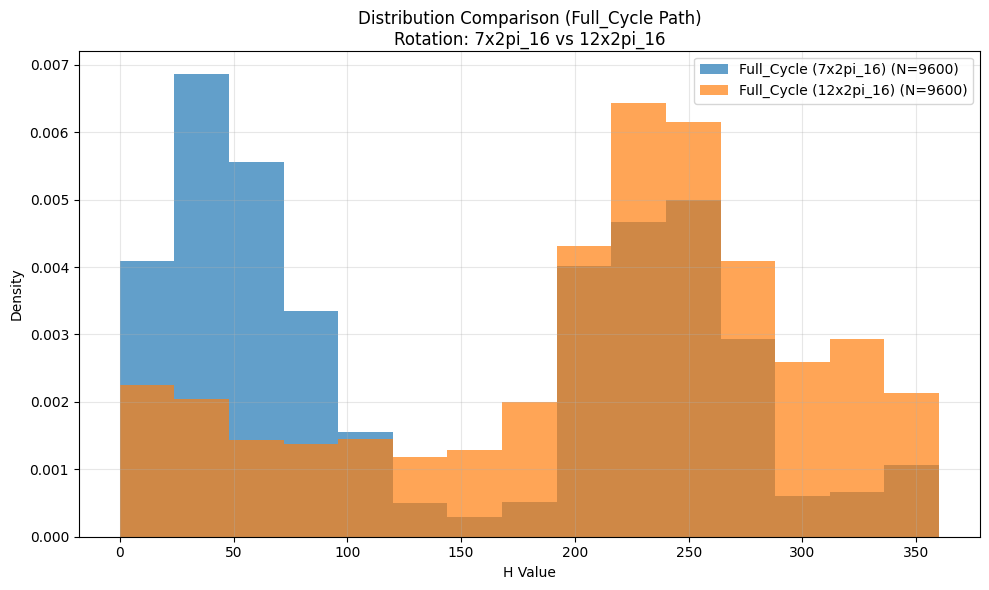 Distribution Comparison (Full_Cycle Path)
Rotation: 7x2pi_16 vs 12x2pi_16
Full_Cycle (7x2pi_16) (N=9600)
Full_Cycle (12x2pi_16) (N=9600)
Density
0.007
0.006
0.005
0.004
0.003
0.002
0.001
0.000
0 50 100 150 200 250 300 350
H Value